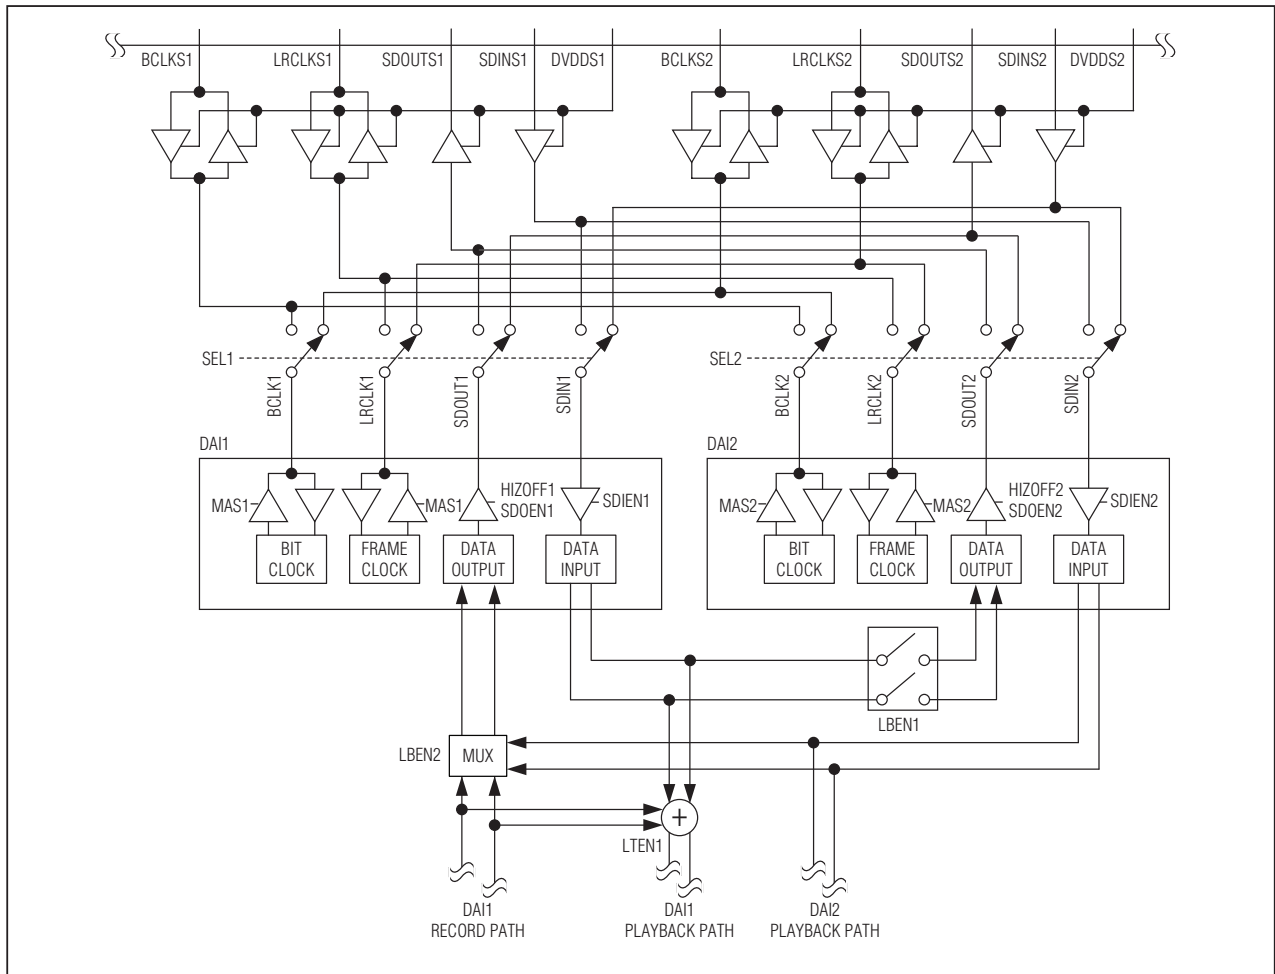 BCLKS1 LRCLKS1 SDOUTS1 SDINS1 DVDDS1 BCLKS2 LRCLKS2 SDOUTS2 SDINS2 DVDDS2
SEL1 SEL2
BCLK1 LRCLK1 SDOUT1 SDIN1 BCLK2 LRCLK2 SDOUT2 SDIN2
DAI1 DAI2
MAS1 MAS1 HIZOFF1 SDIEN1 MAS2 MAS2 HIZOFF2 SDIEN2
SDOEN1 SDOEN2
BIT FRAME DATA DATA BIT FRAME DATA DATA
CLOCK CLOCK OUTPUT INPUT CLOCK CLOCK OUTPUT INPUT
LBEN1
LBEN2 MUX
+
LTEN1
DAI1 DAI1 DAI2
RECORD PATH PLAYBACK PATH PLAYBACK PATH